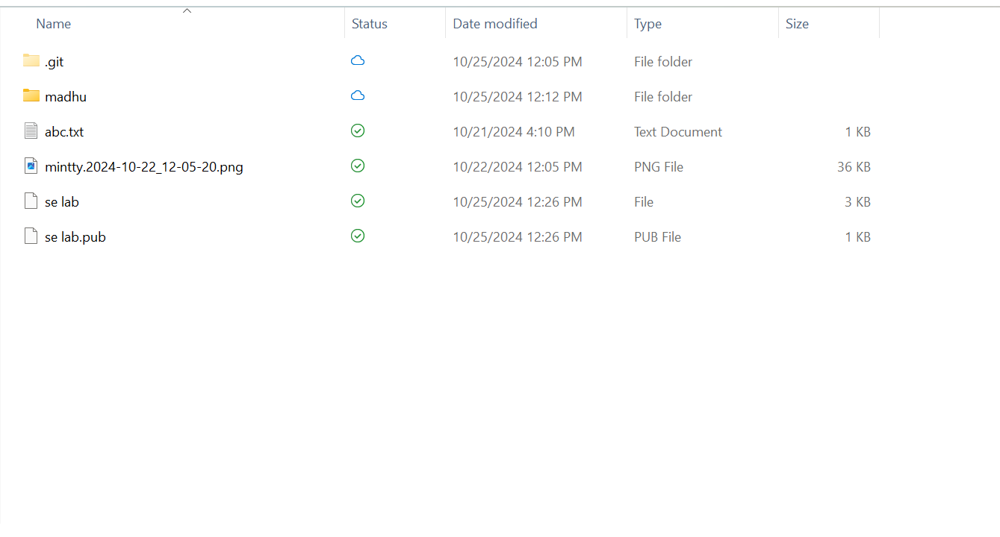 Name Status Date modified Type Size
.git 10/25/2024 12:05 PM File folder
madhu 10/25/2024 12:12 PM File folder
abc.txt 10/21/2024 4:10 PM Text Document 1 KB
mintty.2024-10-22_12-05-20.png 10/22/2024 12:05 PM PNG File 36 KB
se lab 10/25/2024 12:26 PM File 3 KB
se lab.pub 10/25/2024 12:26 PM PUB File 1 KB